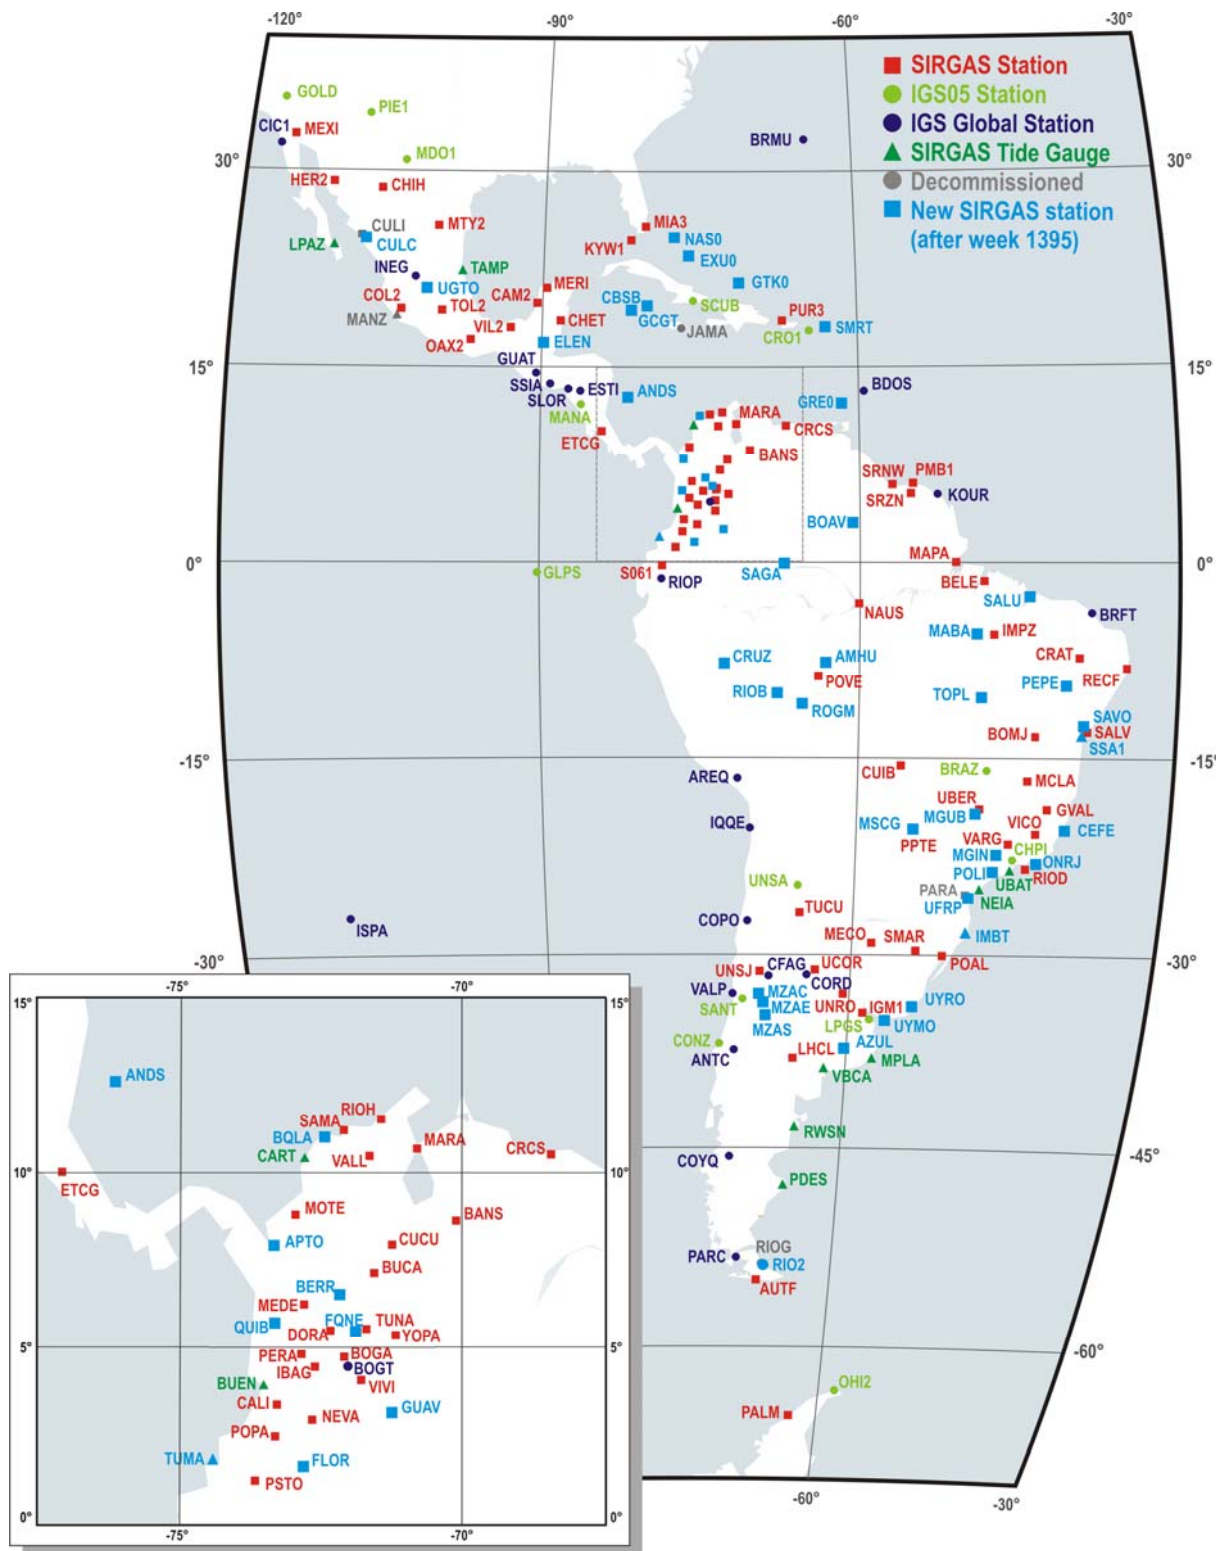 -120°
-90°
-60°
-30°
SIRGAS Station
IGS05 Station
IGS Global Station
SIRGAS Tide Gauge
Decommissioned
New SIRGAS station
(after week 1395)
GOLD
PIE1
CIC1
MEXI
MDO1
BRMU
30°
30°
HER2
CHIH
CULI
MTY2
MIA3
LPAZ
CULC
KYW1
NAS0
EXU0
INEG
TAMP
UGTO
MERI
GTK0
COL2
TOL2
CAM2
CBSB
SCUB
MANZ
VIL2
CHET
GCGT
JAMA
PUR3
SMRT
OAX2
ELEN
CRO1
15°
15°
GUAT
SSIA
ESTI
ANDS
BDOS
SLOR
MANA
GRE0
ETCG
MARA
CRCS
BANS
SRNW
PMB1
SRZN
KOUR
BOAV
MAPA
0°
0°
GLPS
S061
RIOP
SAGA
BELE
SALU
NAUS
BRFT
MABA
IMPZ
CRUZ
AMHU
CRAT
RECF
RIOB
POVE
PEPE
ROGM
TOPL
SAVO
BOMJ
SALV
SSA1
-15°
-15°
AREQ
CUIB
BRAZ
MCLA
UBER
GVAL
IQQE
MSCG
MGUB
VICO
CEFE
PPTE
VARG
CHPI
MGIN
ONRJ
UNSA
POLI
UBAT
RIOD
PARA
NEIA
TUCU
UFRP
ISPA
COPO
MECO
SMAR
IMBT
-30°
-30°
UNSJ
CFAG
UCOR
POAL
CORD
VALP
MZAC
SANT
MZAE
UNRO
IGM1
UYRO
MZAS
LPGS
UYMO
CONZ
ANTC
LHCL
AZUL
MPLA
VBCA
RWSN
COYQ
-45°
PDES
PARC
RIOG
RIO2
AUTF
-60°
OHI2
PALM
-60°
-30°
15°
-75°
-70°
15°
ANDS
RIOH
SAMA
BQLA
MARA
CART
VALL
CRCS
10°
10°
ETCG
MOTE
BANS
APTO
CUCU
BUCA
BERR
MEDE
QUIB
FQNE
TUNA
DORA
YOPA
5°
5°
PERA
BOGA
IBAG
BOGT
BUEN
VIVI
CALI
GUAV
NEVA
POPA
TUMA
FLOR
PSTO
0°
0°
-75°
-70°